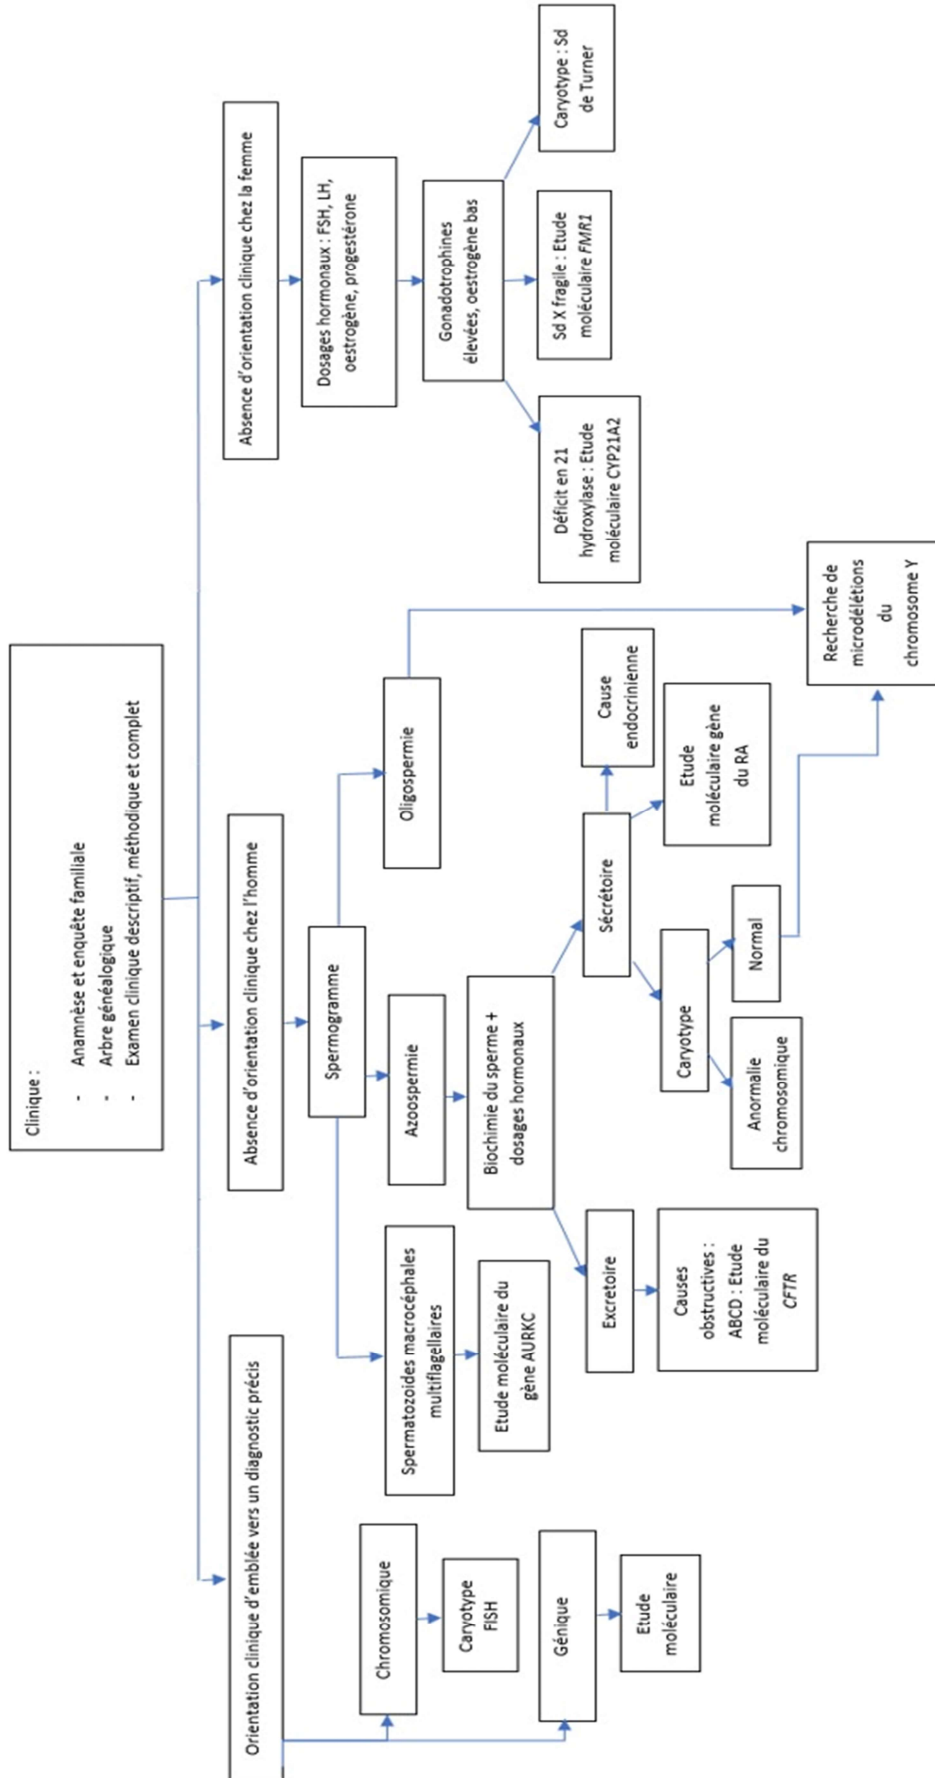 Clinique :
- Anamnèse et enquête familiale
- Arbre généalogique
- Examen clinique descriptif, méthodique et complet
Orientation clinique d'emblée vers un diagnostic précis
Chromosomique
Caryotype
FISH
Génique
Etude
moléculaire
Absence d'orientation clinique chez l'homme
Spermogramme
Spermatozoides macrocéphales
multiflagellaires
Etude moléculaire du
gène AURKC
Azoospermie
Biochimie du sperme +
dosages hormonaux
Excretoire
Causes
obstructives :
ABCD : Etude
moléculaire du
CFTR
Sécrétoire
Caryotype
Anormalie
chromosomique
Normal
Etude
moléculaire gène
du RA
Cause
endocrinienne
Oligospermie
Recherche de
microdélétions
du
chromosome Y
Absence d'orientation clinique chez la femme
Dosages hormonaux : FSH, LH,
oestrogène, progestérone
Gonadotrophines
élevées, oestrogène bas
Déficit en 21
hydroxylase : Etude
moléculaire CYP21A2
Sd X fragile : Etude
moléculaire FMR1
Caryotype : Sd
de Turner